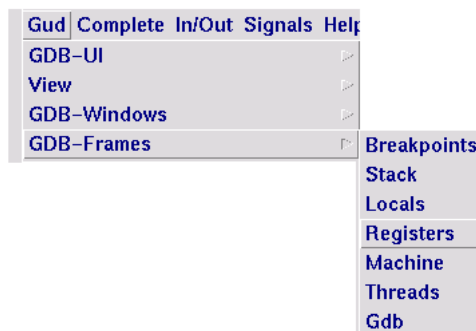 Gud Complete In/Out Signals Help
GDB-UI
View
GDB-Windows
GDB-Frames
Breakpoints
Stack
Locals
Registers
Machine
Threads
Gdb